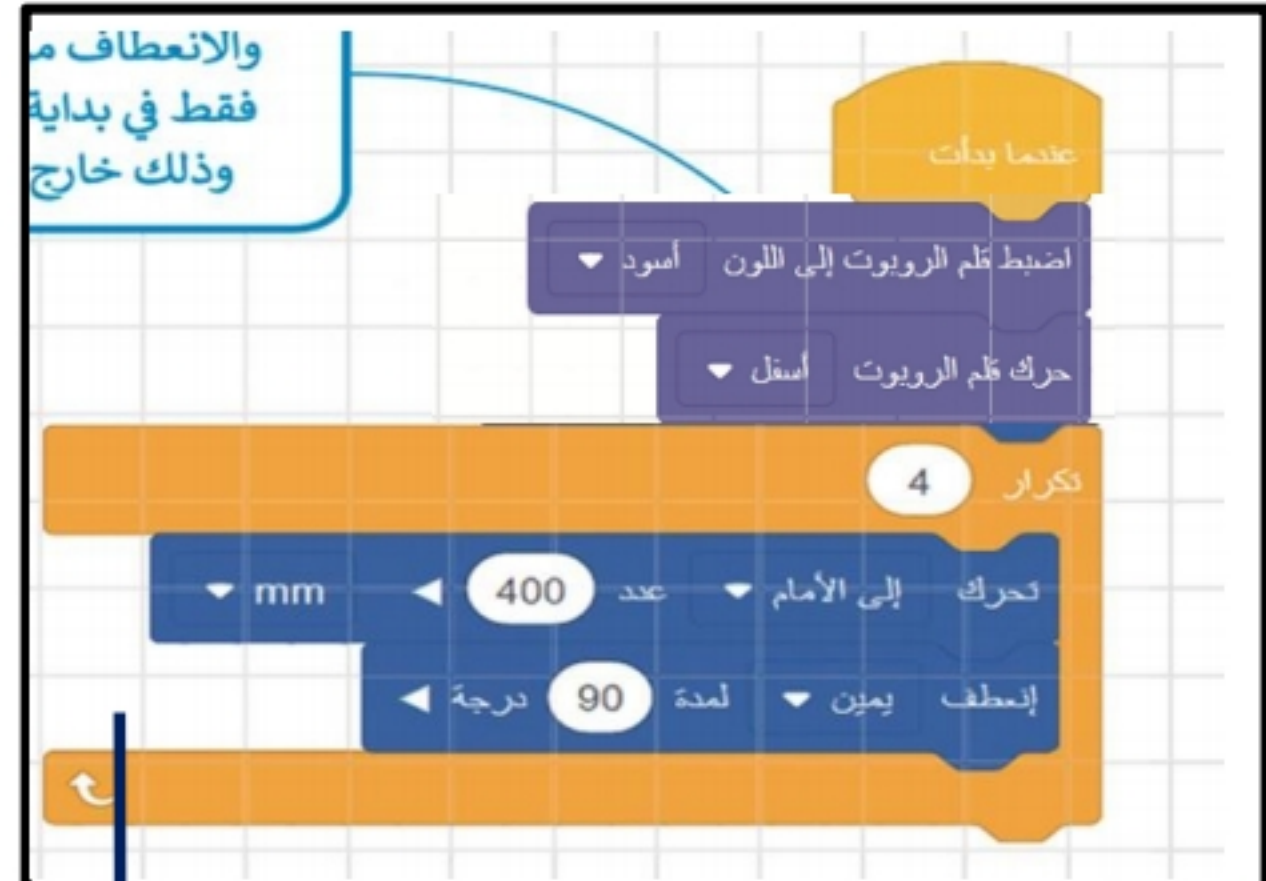 والانعطاف
فقط في بداية
وذلك خارج
عندما بدأت
اضبط قلم الروبوت إلى اللون أسود
حرك قلم الروبوت أسفل
تكرار 4
تحرك إلى الأمام عدد 400 mm
إنعطف يمين لمدة 90 درجة